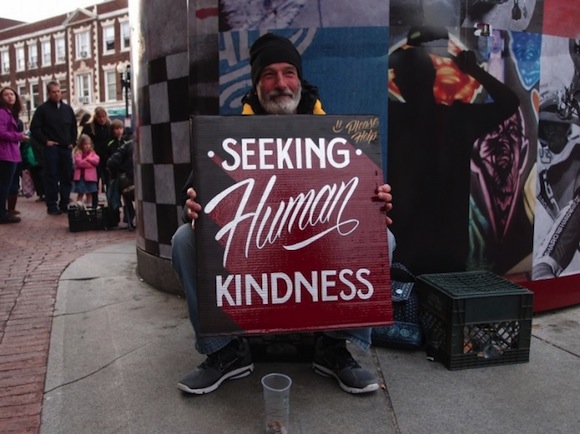 Please
Help
• SEEKING •
Human
KINDNESS